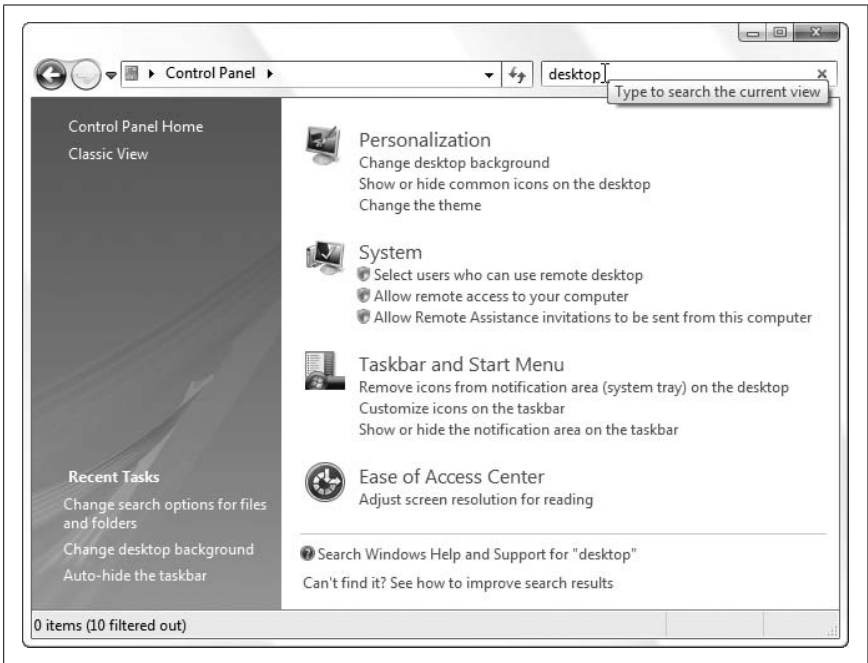 Control Panel
desktop
Type to search the current view
Control Panel Home
Classic View
Personalization
Change desktop background
Show or hide common icons on the desktop
Change the theme
System
Select users who can use remote desktop
Allow remote access to your computer
Allow Remote Assistance invitations to be sent from this computer
Taskbar and Start Menu
Remove icons from notification area (system tray) on the desktop
Customize icons on the taskbar
Show or hide the notification area on the taskbar
Ease of Access Center
Adjust screen resolution for reading
Recent Tasks
Change search options for files
and folders
Change desktop background
Auto-hide the taskbar
Search Windows Help and Support for "desktop"
Can't find it? See how to improve search results
0 items (10 filtered out)